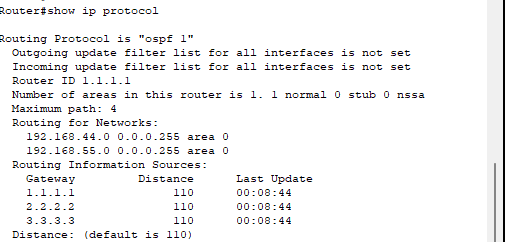 Router#show ip protocol
Routing Protocol is "ospf 1"
Outgoing update filter list for all interfaces is not set
Incoming update filter list for all interfaces is not set
Router ID 1.1.1.1
Number of areas in this router is 1. 1 normal 0 stub 0 nssa
Maximum path: 4
Routing for Networks:
192.168.44.0 0.0.0.255 area 0
192.168.55.0 0.0.0.255 area 0
Routing Information Sources:
Gateway Distance Last Update
1.1.1.1 110 00:08:44
2.2.2.2 110 00:08:44
3.3.3.3 110 00:08:44
Distance: (default is 110)